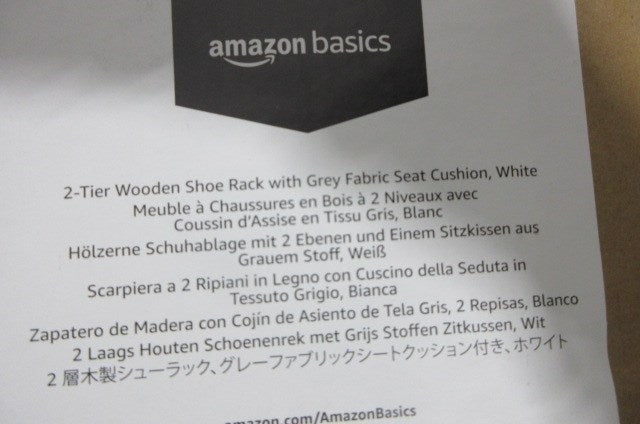 amazon basics
2-Tier Wooden Shoe Rack with Grey Fabric Seat Cushion, White
Meuble à Chaussures en Bois à 2 Niveaux avec
Coussin d'Assise en Tissu Gris, Blanc
Hölzerne Schuhablage mit 2 Ebenen und Einem Sitzkissen aus
Grauem Stoff, Weiß
Scarpiera a 2 Ripiani in Legno con Cuscino della Seduta in
Tessuto Grigio, Bianca
Zapatero de Madera con Cojín de Asiento de Tela Gris, 2 Repisas, Blanco
2 Laags Houten Schoenenrek met Grijs Stoffen Zitkussen, Wit
2 層木製シューラック、グレーファブリックシートクッション付き、ホワイト
amazon.com/AmazonBasics